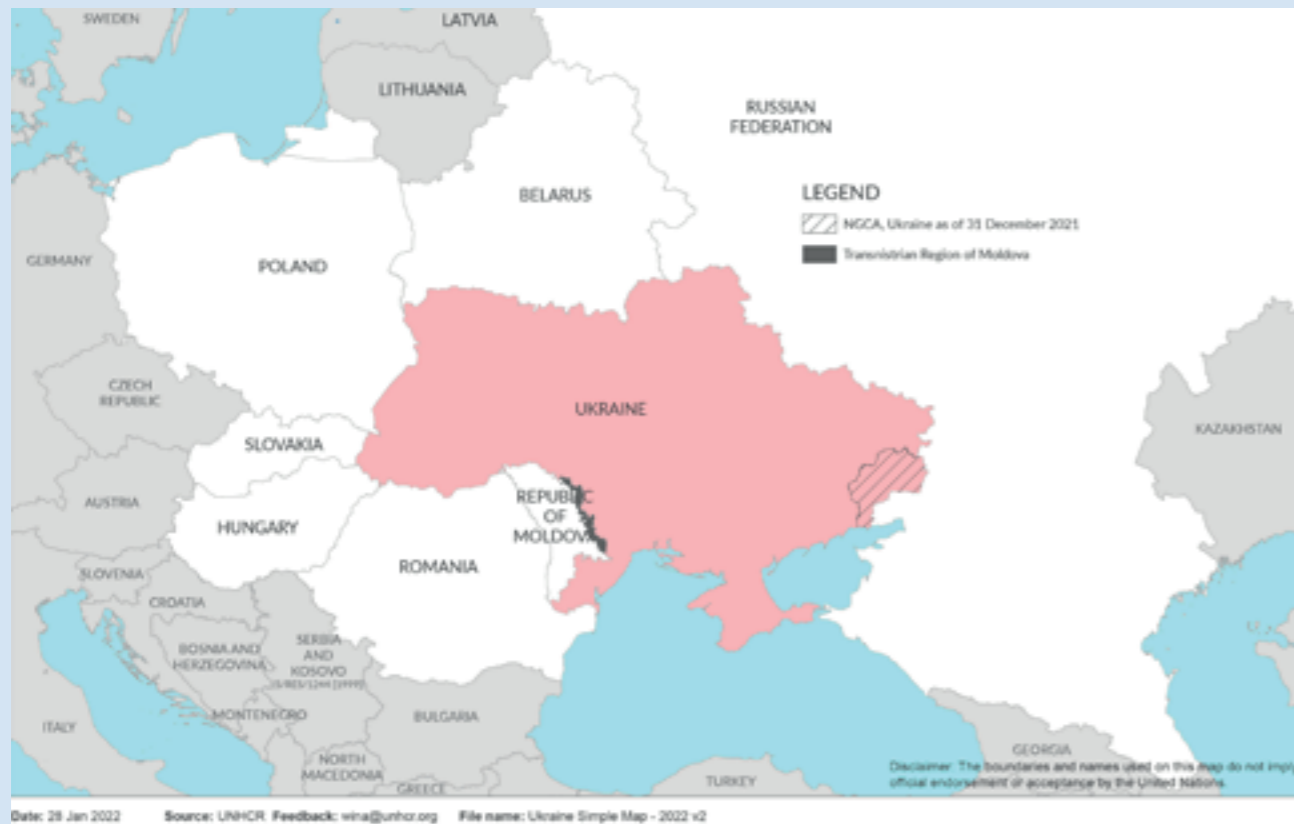 SWEDEN
LATVIA
LITHUANIA
RUSSIAN
FEDERATION
BELARUS
LEGEND
NGCA, Ukraine as of 31 December 2021
Transnistrian Region of Moldova
GERMANY
POLAND
CZECH
REPUBLIC
UKRAINE
KAZAKHSTAN
SLOVAKIA
AUSTRIA
HUNGARY
REPUBLIC
OF
MOLDOVA
ROMANIA
SLOVENIA
CROATIA
BOSNIA AND
HERZEGOVINA
SERBIA
AND
KOSOVO
(S/RES/1244 (1999))
MONTENEGRO
ITALY
BULGARIA
NORTH
MACEDONIA
GREECE
TURKEY
GEORGIA
Disclaimer: The boundaries and names used on this map do not imply
official endorsement or acceptance by the United Nations.
Date: 28 Jan 2022 Source: UNHCR Feedback: wina@unhcr.org File name: Ukraine Simple Map - 2022 v2